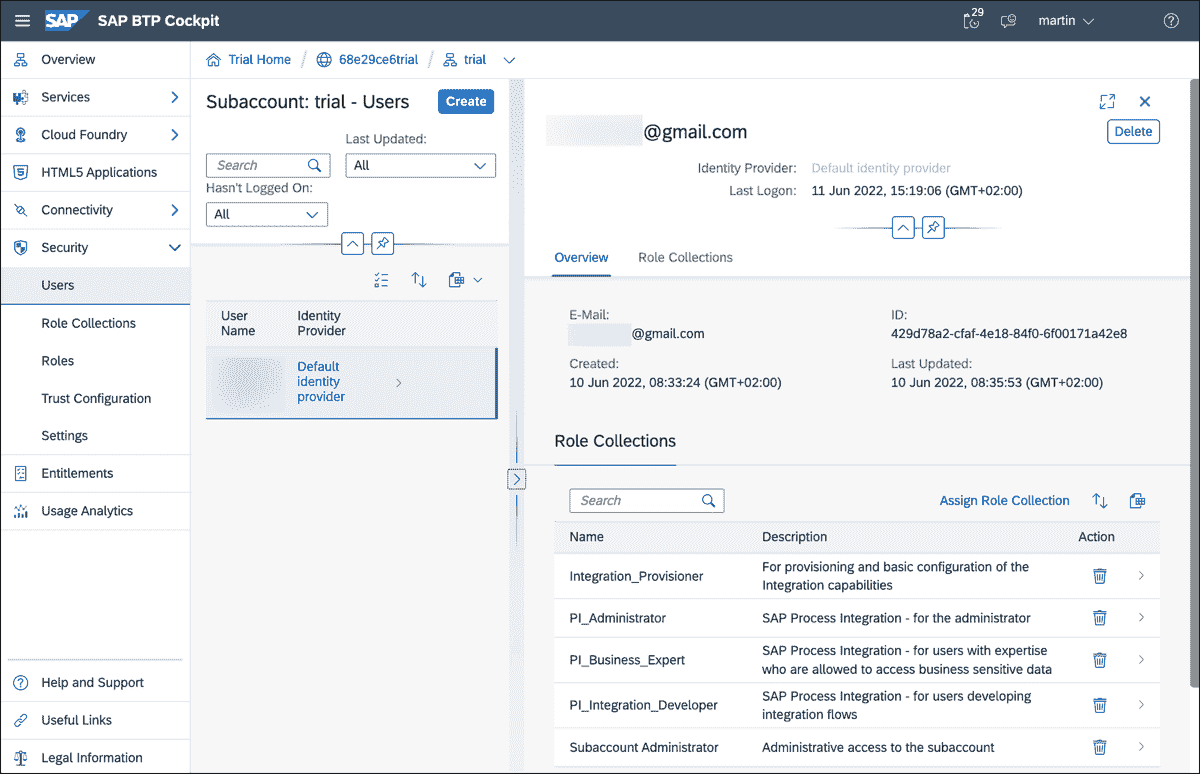 SAP SAP BTP Cockpit
29
martin
Overview
Services
Cloud Foundry
HTML5 Applications
Connectivity
Security
Users
Role Collections
Roles
Trust Configuration
Settings
Entitlements
Usage Analytics
Help and Support
Useful Links
Legal Information
Trial Home / 68e29ce6trial / trial
Subaccount: trial - Users
Create
Last Updated:
Search
All
Hasn't Logged On:
All
User
Name
Identity
Provider
Default
identity
provider
@gmail.com
Delete
Identity Provider: Default identity provider
Last Logon: 11 Jun 2022, 15:19:06 (GMT+02:00)
Overview Role Collections
E-Mail:
@gmail.com
ID:
429d78a2-cfaf-4e18-84f0-6f00171a42e8
Created:
10 Jun 2022, 08:33:24 (GMT+02:00)
Last Updated:
10 Jun 2022, 08:35:53 (GMT+02:00)
Role Collections
Search
Assign Role Collection
Name Description Action
Integration_Provisioner
For provisioning and basic configuration of the
Integration capabilities
PI_Administrator
SAP Process Integration - for the administrator
PI_Business_Expert
SAP Process Integration - for users with expertise
who are allowed to access business sensitive data
PI_Integration_Developer
SAP Process Integration - for users developing
integration flows
Subaccount Administrator
Administrative access to the subaccount